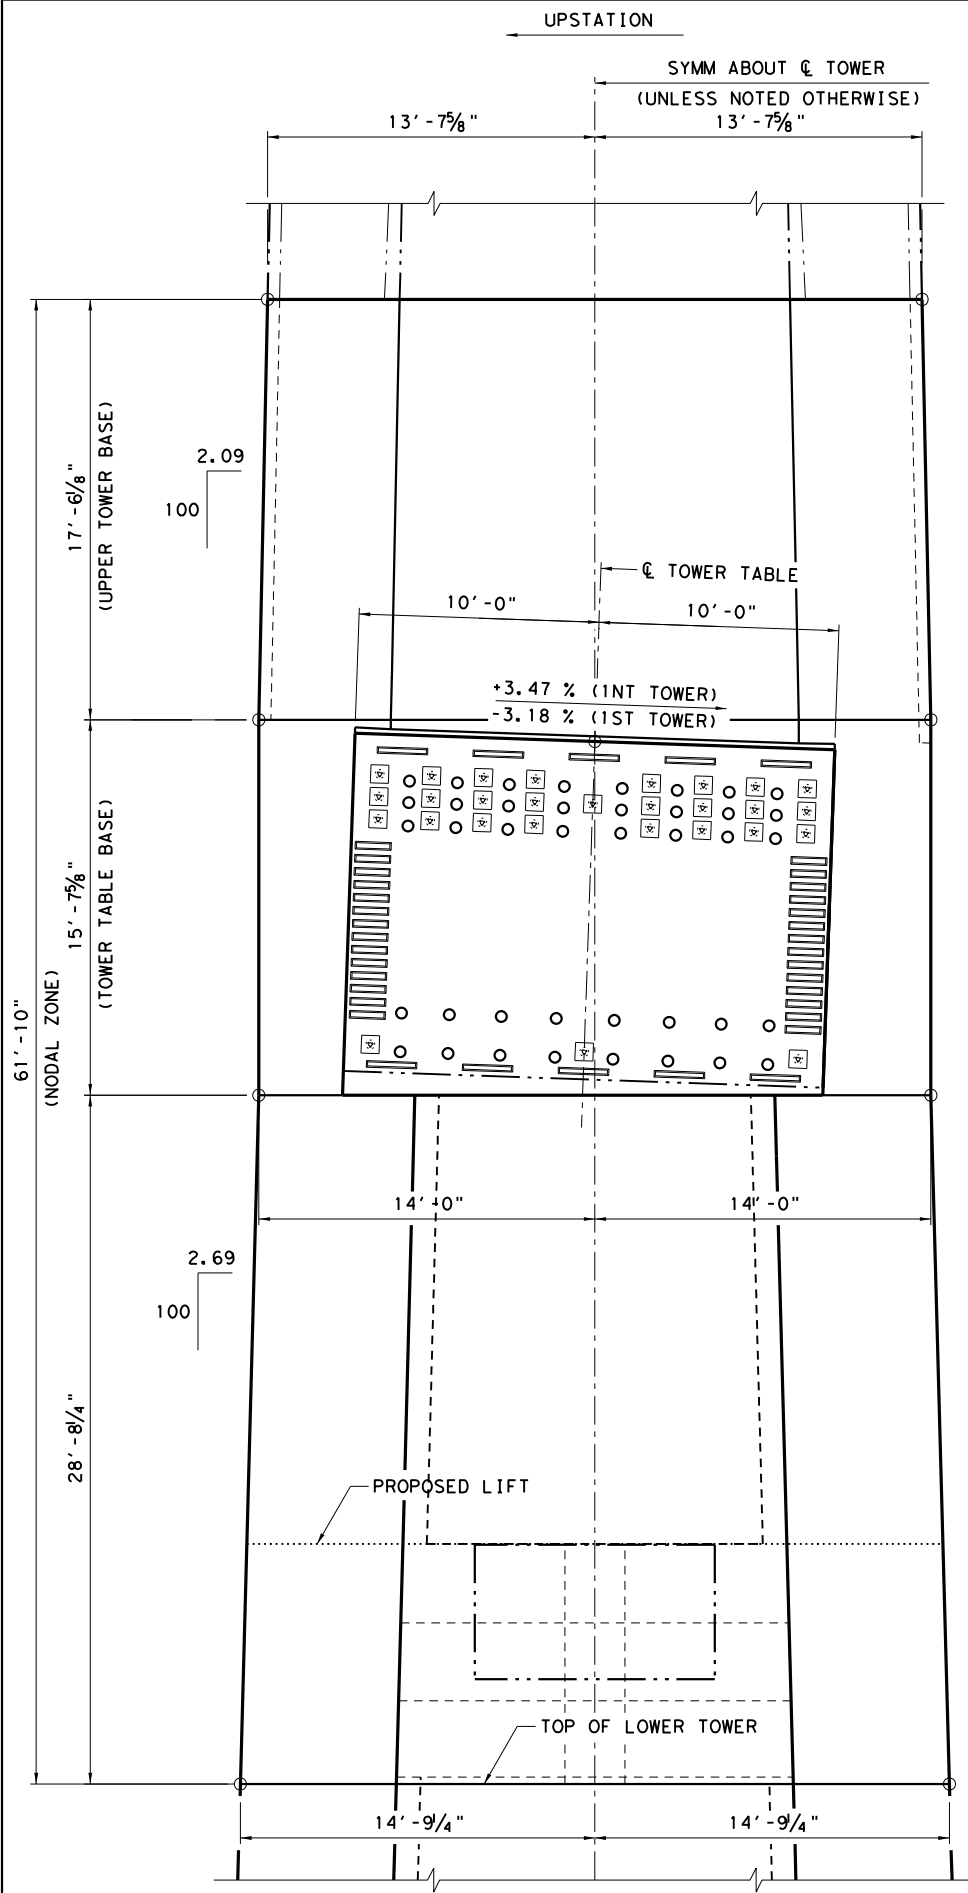 UPSTATION
SYMM ABOUT ℄ TOWER
(UNLESS NOTED OTHERWISE)
13'-7⅝"
13'-7⅝"
2.09
100
17'-6⅛"
(UPPER TOWER BASE)
℄ TOWER TABLE
10'-0"
10'-0"
+3.47 % (1NT TOWER)
-3.18 % (1ST TOWER)
15'-7⅝"
(TOWER TABLE BASE)
61'-10"
(NODAL ZONE)
14'-0"
14'-0"
2.69
100
28'-8¼"
PROPOSED LIFT
TOP OF LOWER TOWER
14'-9¼"
14'-9¼"